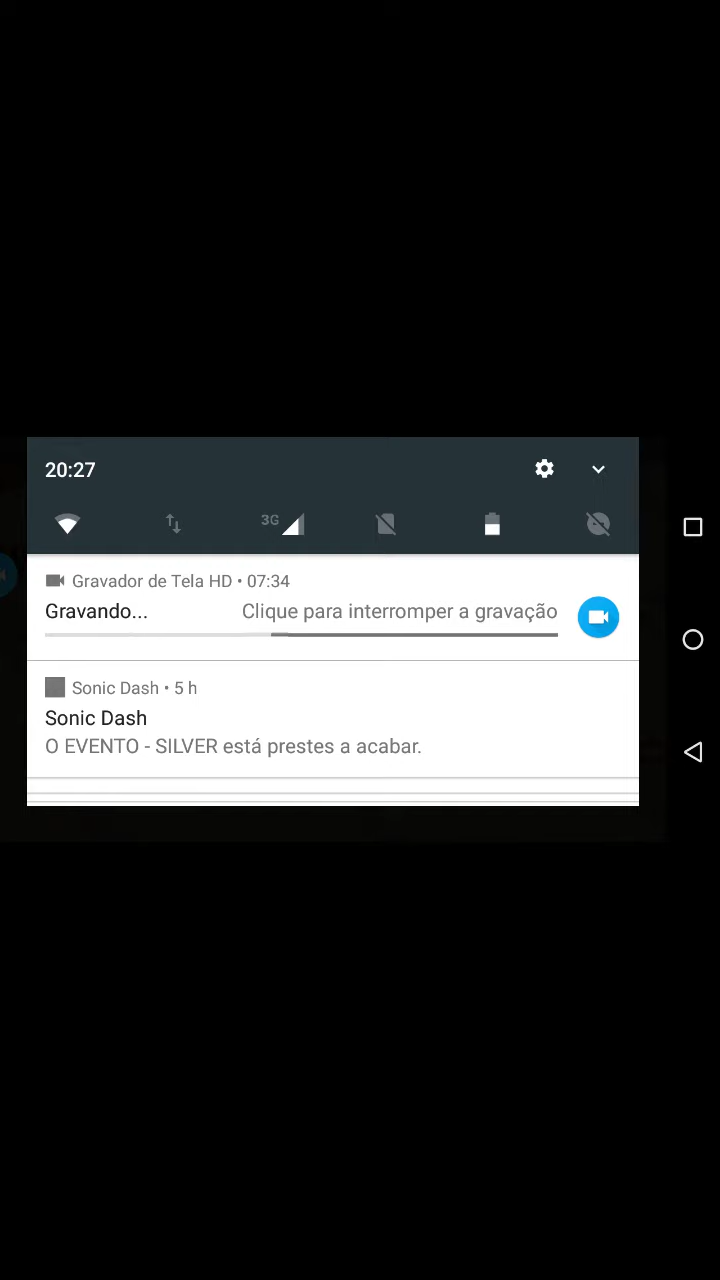 20:27
3G
Gravador de Tela HD • 07:34
Gravando... Clique para interromper a gravação
Sonic Dash • 5 h
Sonic Dash
O EVENTO - SILVER está prestes a acabar.